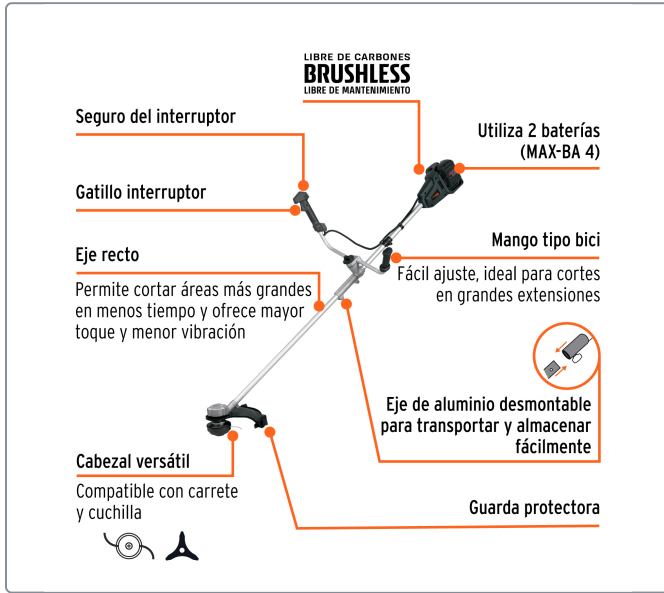 LIBRE DE CARBONES
BRUSHLESS
LIBRE DE MANTENIMIENTO
Seguro del interruptor
Utiliza 2 baterías
(MAX-BA 4)
Gatillo interruptor
Mango tipo bici
Fácil ajuste, ideal para cortes
en grandes extensiones
Eje recto
Permite cortar áreas más grandes
en menos tiempo y ofrece mayor
toque y menor vibración
Eje de aluminio desmontable
para transportar y almacenar
fácilmente
Cabezal versátil
Compatible con carrete
y cuchilla
Guarda protectora